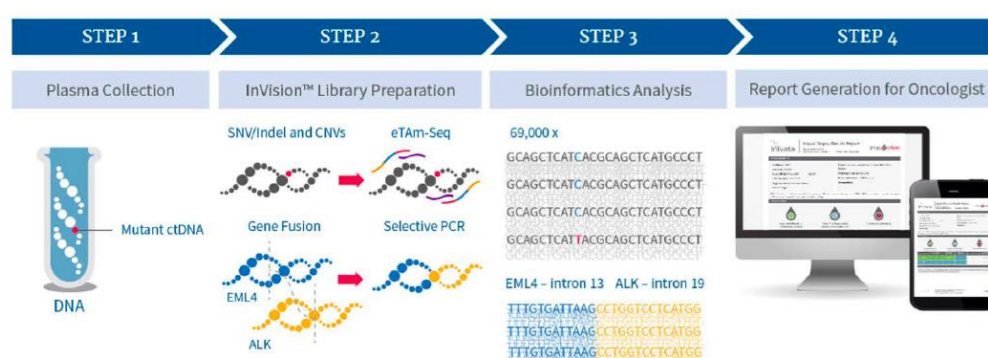 STEP 1
STEP 2
STEP 3
STEP 4
Plasma Collection
InVision™ Library Preparation
Bioinformatics Analysis
Report Generation for Oncologist
Mutant ctDNA
DNA
SNV/Indel and CNVs
eTAm-Seq
Gene Fusion
Selective PCR
EML4
ALK
69,000 x
GCAGCTCATCACGCAGCTCATGCCCT
GCAGCTCATCACGCAGCTCATGCCCT
GCAGCTCATCACGCAGCTCATGCCCT
GCAGCTCATTACGCAGCTCATGCCCT
EML4 – intron 13 ALK – intron 19
TTTGTGATTAAGCCTGGTCCTCATGG
TTTGTGATTAAGCCTGGTCCTCATGG
TTTGTGATTAAGCCTGGTCCTCATGG
inivata